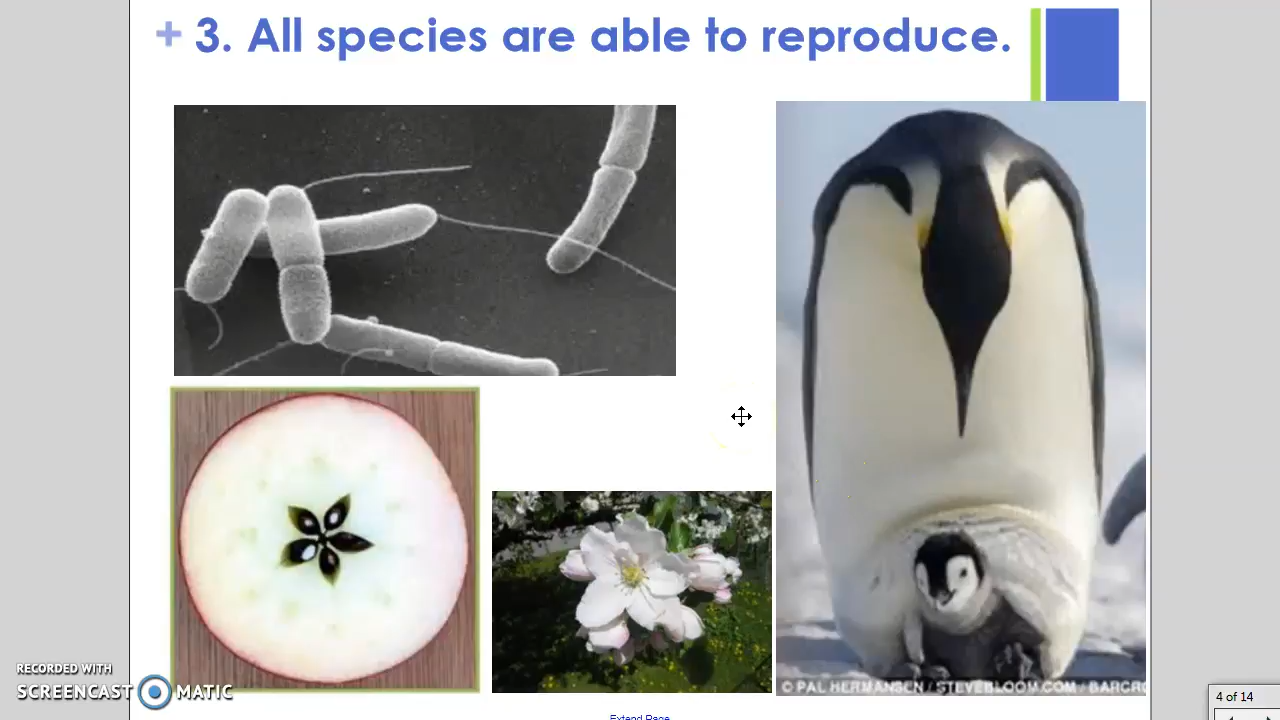 + 3. All species are able to reproduce.
© PAL HERMANSEN / STEVEBLOOM.COM / BARCRO
RECORDED WITH
SCREENCAST MATIC
Extend Page
4 of 14